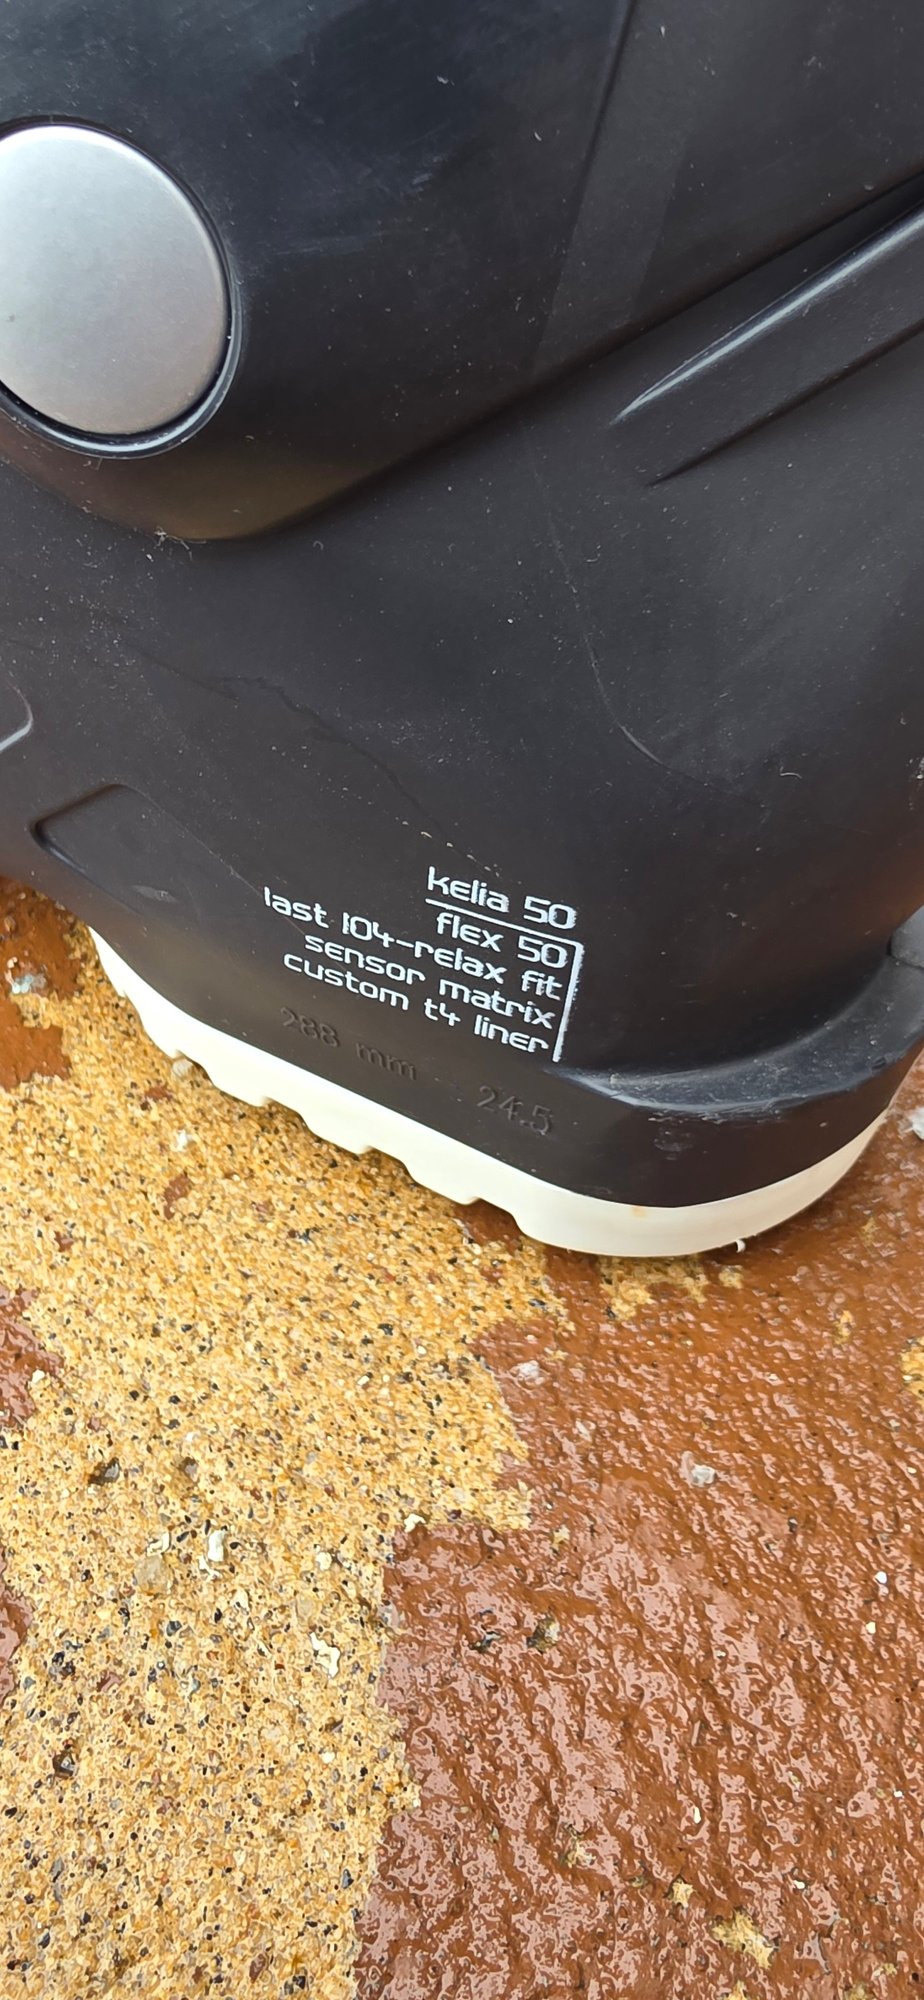 kelia 50
flex 50
last 104-relax fit
sensor matrix
custom t4 liner
288 mm 24.5